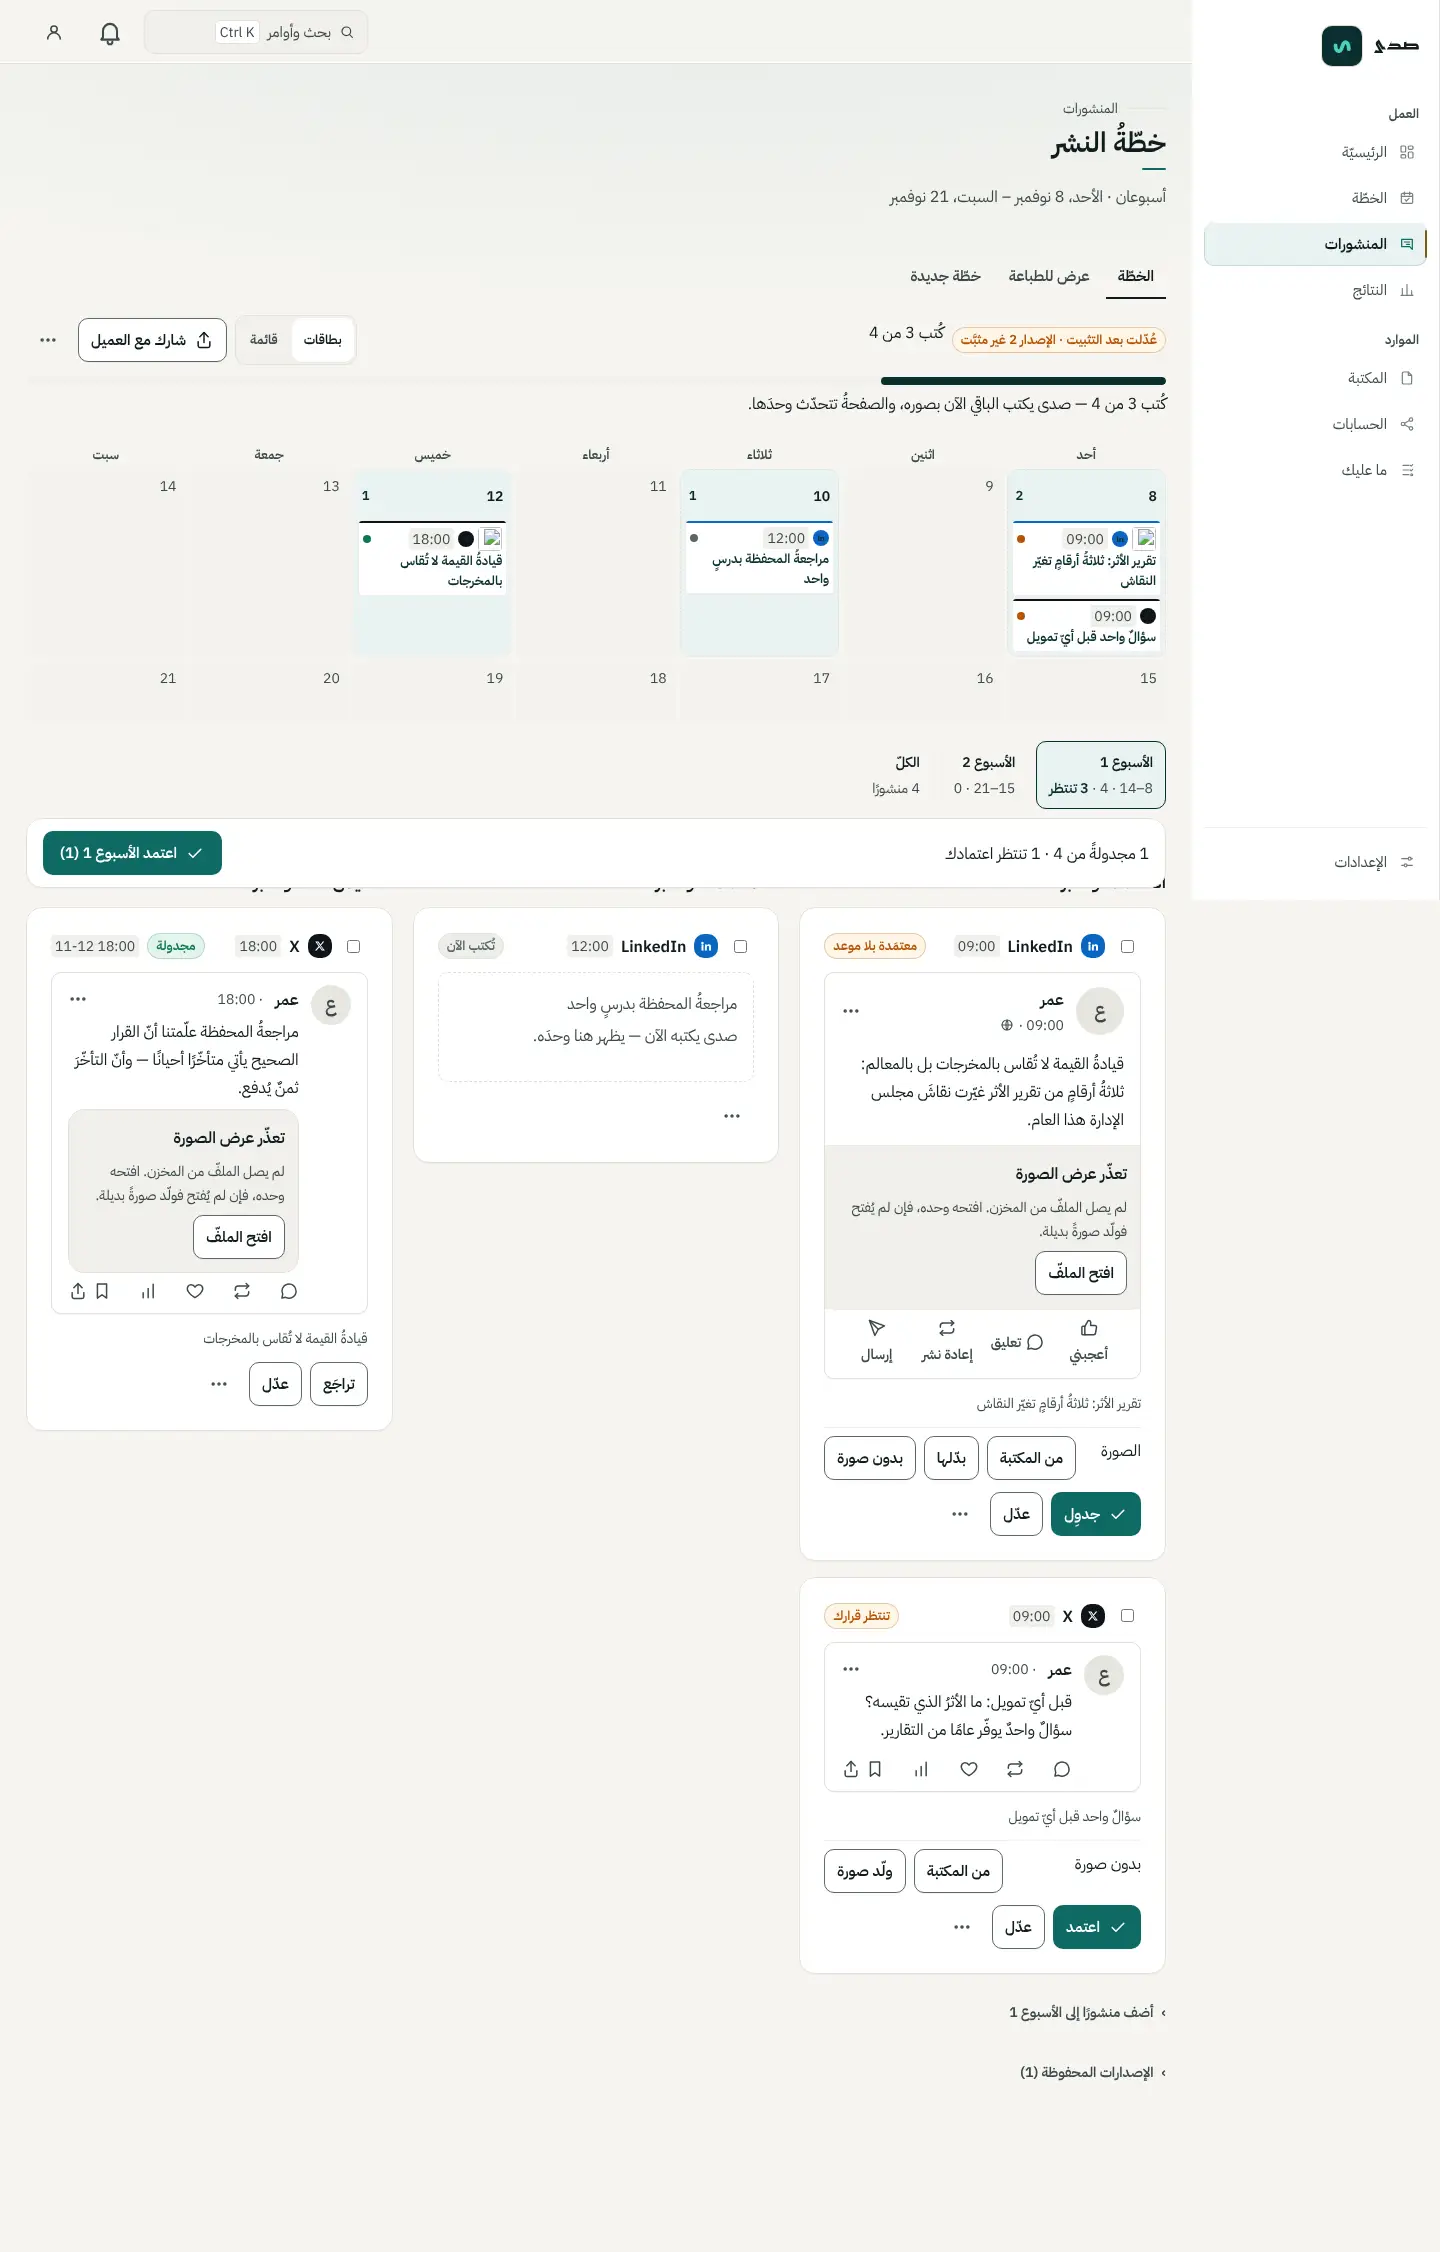 صدى
العمل
الرئيسيّة
الخطّة
المنشورات
النتائج
الموارد
المكتبة
الحسابات
ما عليك
الإعدادات
بحث وأوامر Ctrl K
المنشورات
خطّةُ النشر
أسبوعان · الأحد، 8 نوفمبر – السبت، 21 نوفمبر
الخطّة عرض للطباعة خطّة جديدة
عُدّلت بعد التثبيت · الإصدار 2 غير مثبَّت كُتب 3 من 4
بطاقات قائمة شارك مع العميل
كُتب 3 من 4 — صدى يكتب الباقي الآن بصوره، والصفحةُ تتحدّث وحدَها.
أحد اثنين ثلاثاء أربعاء خميس جمعة سبت
8 2 9 10 1 11 12 1 13 14
09:00
تقرير الأثر: ثلاثةُ أرقامٍ تغيّر
النقاش
09:00
سؤالٌ واحد قبل أيّ تمويل
12:00
مراجعةُ المحفظة بدرسٍ
واحد
18:00
قيادةُ القيمة لا تُقاس
بالمخرجات
15 16 17 18 19 20 21
الأسبوع 1
8–14 · 4 · 3 تنتظر
الأسبوع 2
15–21 · 0
الكلّ
4 منشورًا
1 مجدولةً من 4 · 1 تنتظر اعتمادك
اعتمد الأسبوع 1 (1)
LinkedIn 09:00 معتمَدة بلا موعد
ع
عمر
09:00 ·
قيادةُ القيمة لا تُقاس بالمخرجات بل بالمعالم:
ثلاثةُ أرقامٍ من تقرير الأثر غيّرت نقاشَ مجلس
الإدارة هذا العام.
تعذّر عرض الصورة
لم يصل الملفّ من المخزن. افتحه وحده، فإن لم يُفتح
فولّد صورةً بديلة.
افتح الملفّ
أعجبني تعليق إعادة نشر إرسال
تقرير الأثر: ثلاثةُ أرقامٍ تغيّر النقاش
الصورة من المكتبة بدّلها بدون صورة
جدوِل عدّل
X 09:00 تنتظر قرارك
ع
عمر · 09:00
قبل أيّ تمويل: ما الأثرُ الذي تقيسه؟
سؤالٌ واحدٌ يوفّر عامًا من التقارير.
سؤالٌ واحد قبل أيّ تمويل
بدون صورة من المكتبة ولّد صورة
اعتمد عدّل
LinkedIn 12:00 تُكتب الآن
مراجعةُ المحفظة بدرسٍ واحد
صدى يكتبه الآن — يظهر هنا وحدَه.
X 18:00 مجدولة 11-12 18:00
ع
عمر · 18:00
مراجعةُ المحفظة علّمتنا أنّ القرار
الصحيح يأتي متأخّرًا أحيانًا — وأنّ التأخّرَ
ثمنٌ يُدفع.
تعذّر عرض الصورة
لم يصل الملفّ من المخزن. افتحه
وحده، فإن لم يُفتح فولّد صورةً بديلة.
افتح الملفّ
قيادةُ القيمة لا تُقاس بالمخرجات
تراجَع عدّل
أضف منشورًا إلى الأسبوع 1
الإصدارات المحفوظة (1)